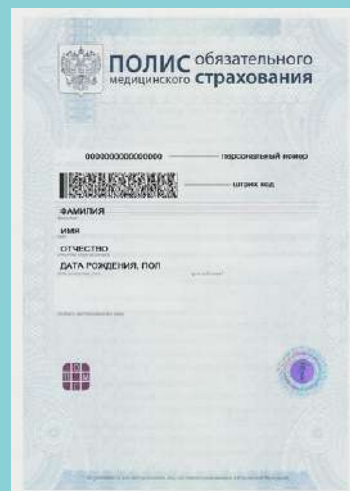 ПОЛИС обязательного
медицинского страхования
0000000000000000 персональный номер
штрих код
ФАМИЛИЯ
ИМЯ
ОТЧЕСТВО
ДАТА РОЖДЕНИЯ, ПОЛ